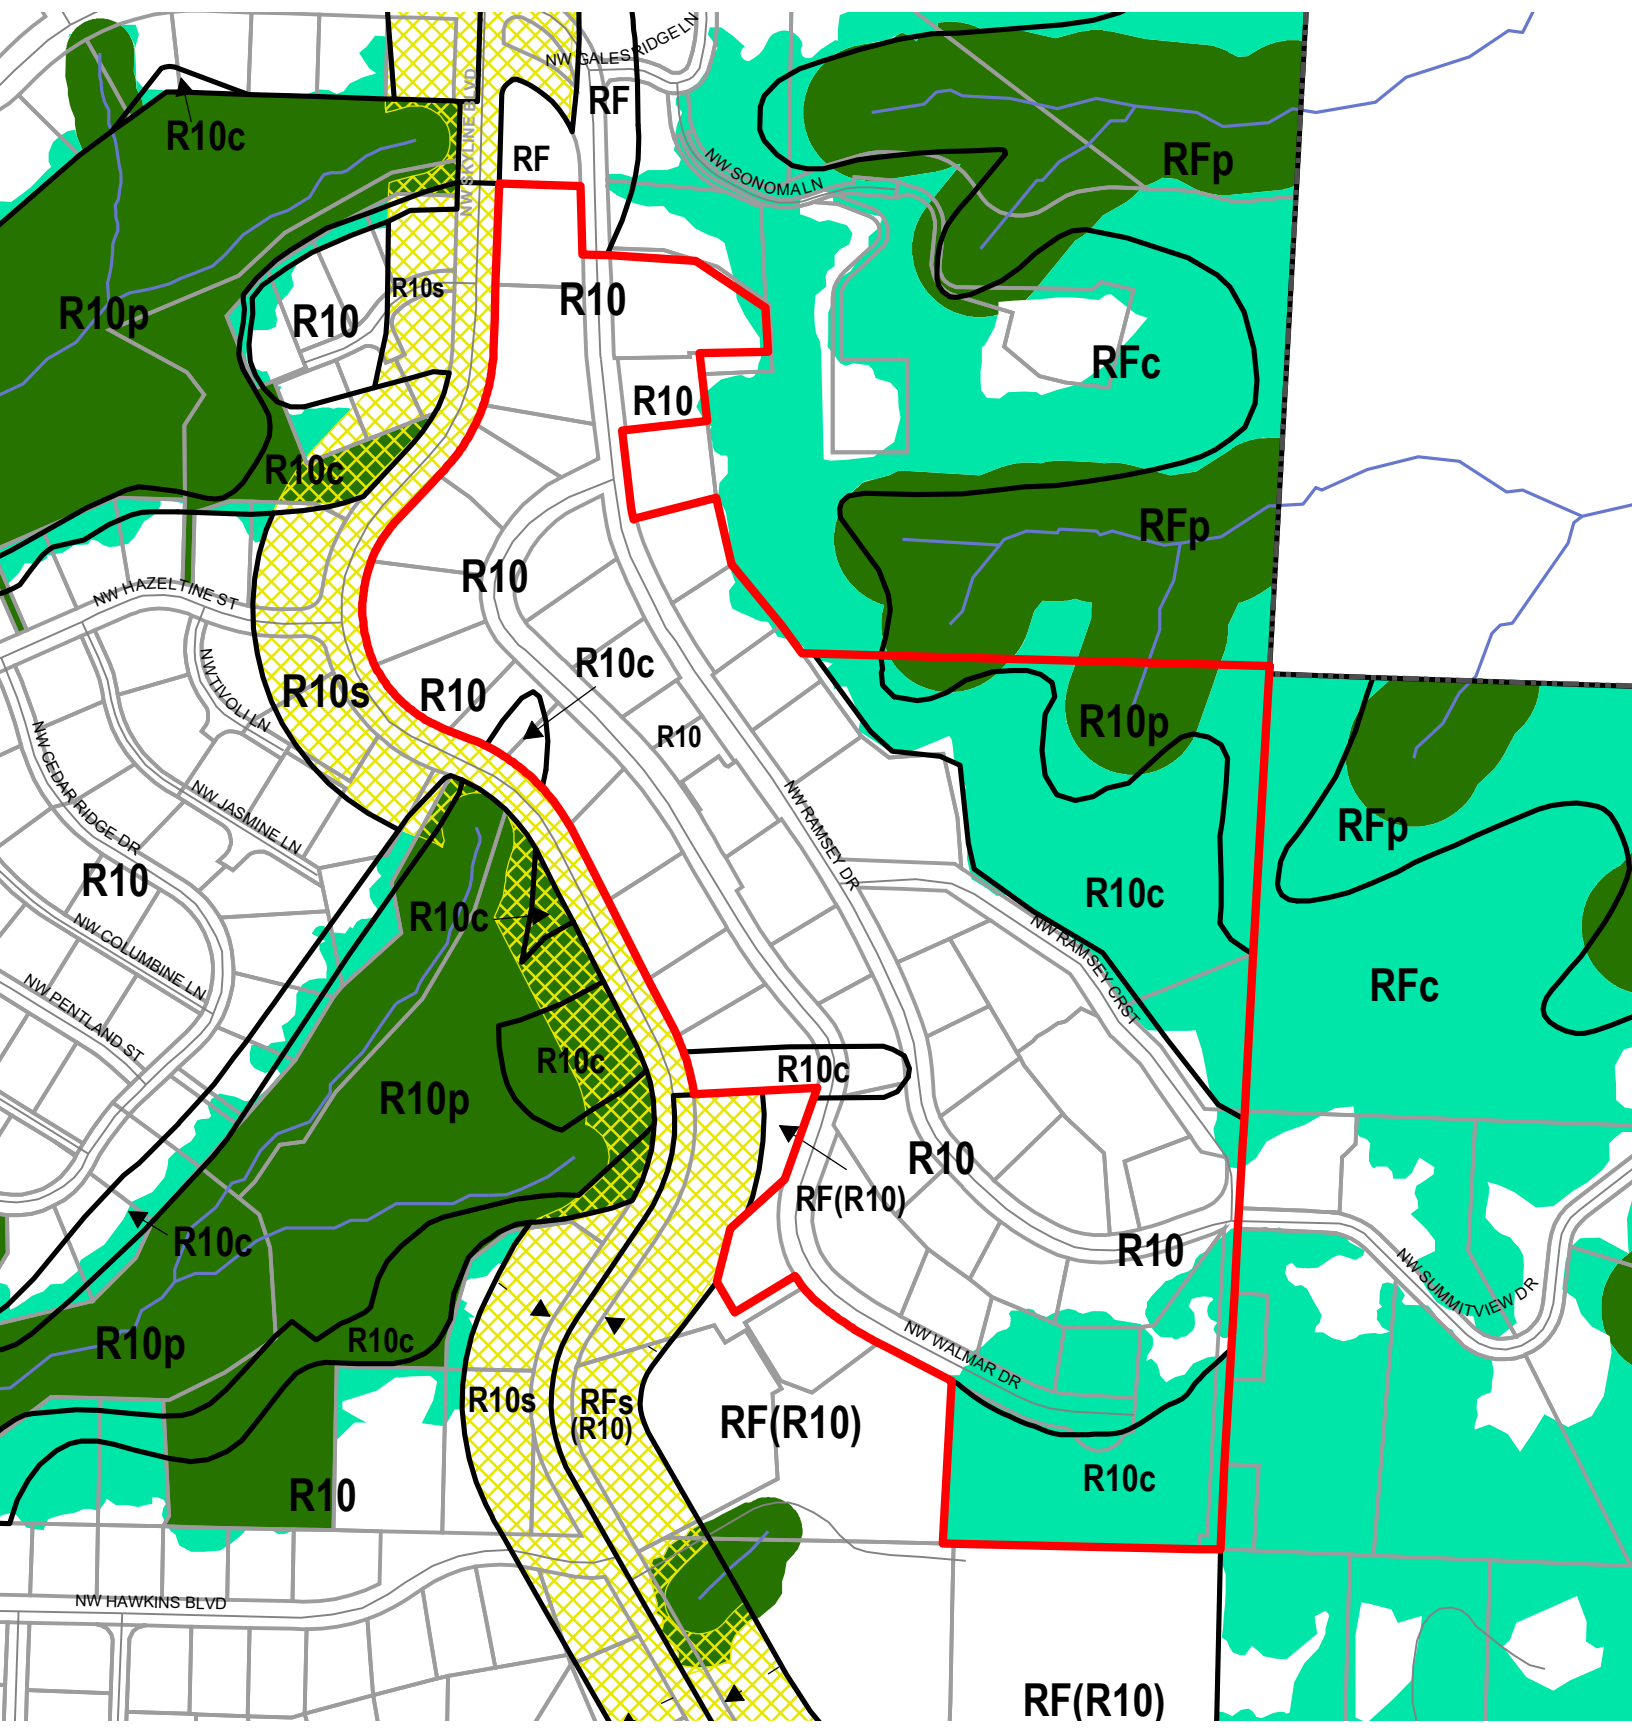 NW GALES RIDGE LN
RF
R10c
NW SKYLINE BLVD
RF
NW SONOMA LN
RFp
R10s
R10
R10p
R10
RFc
R10
R10c
RFp
R10
NW HAZELTINE ST
R10c
R10s
R10
NW TIVOLI LN
R10
R10p
NW CEDAR RIDGE DR
NW JASMINE LN
NW RAMSEY DR
RFp
R10
R10c
R10c
NW COLUMBINE LN
NW RAMSEY CRST
RFc
NW PENTLAND ST
R10c
R10c
R10p
R10
RF(R10)
R10c
R10
NW SUMMITVIEW DR
R10p
R10c
NW WALMAR DR
R10s
RFs
(R10)
RF(R10)
R10c
R10
NW HAWKINS BLVD
RF(R10)